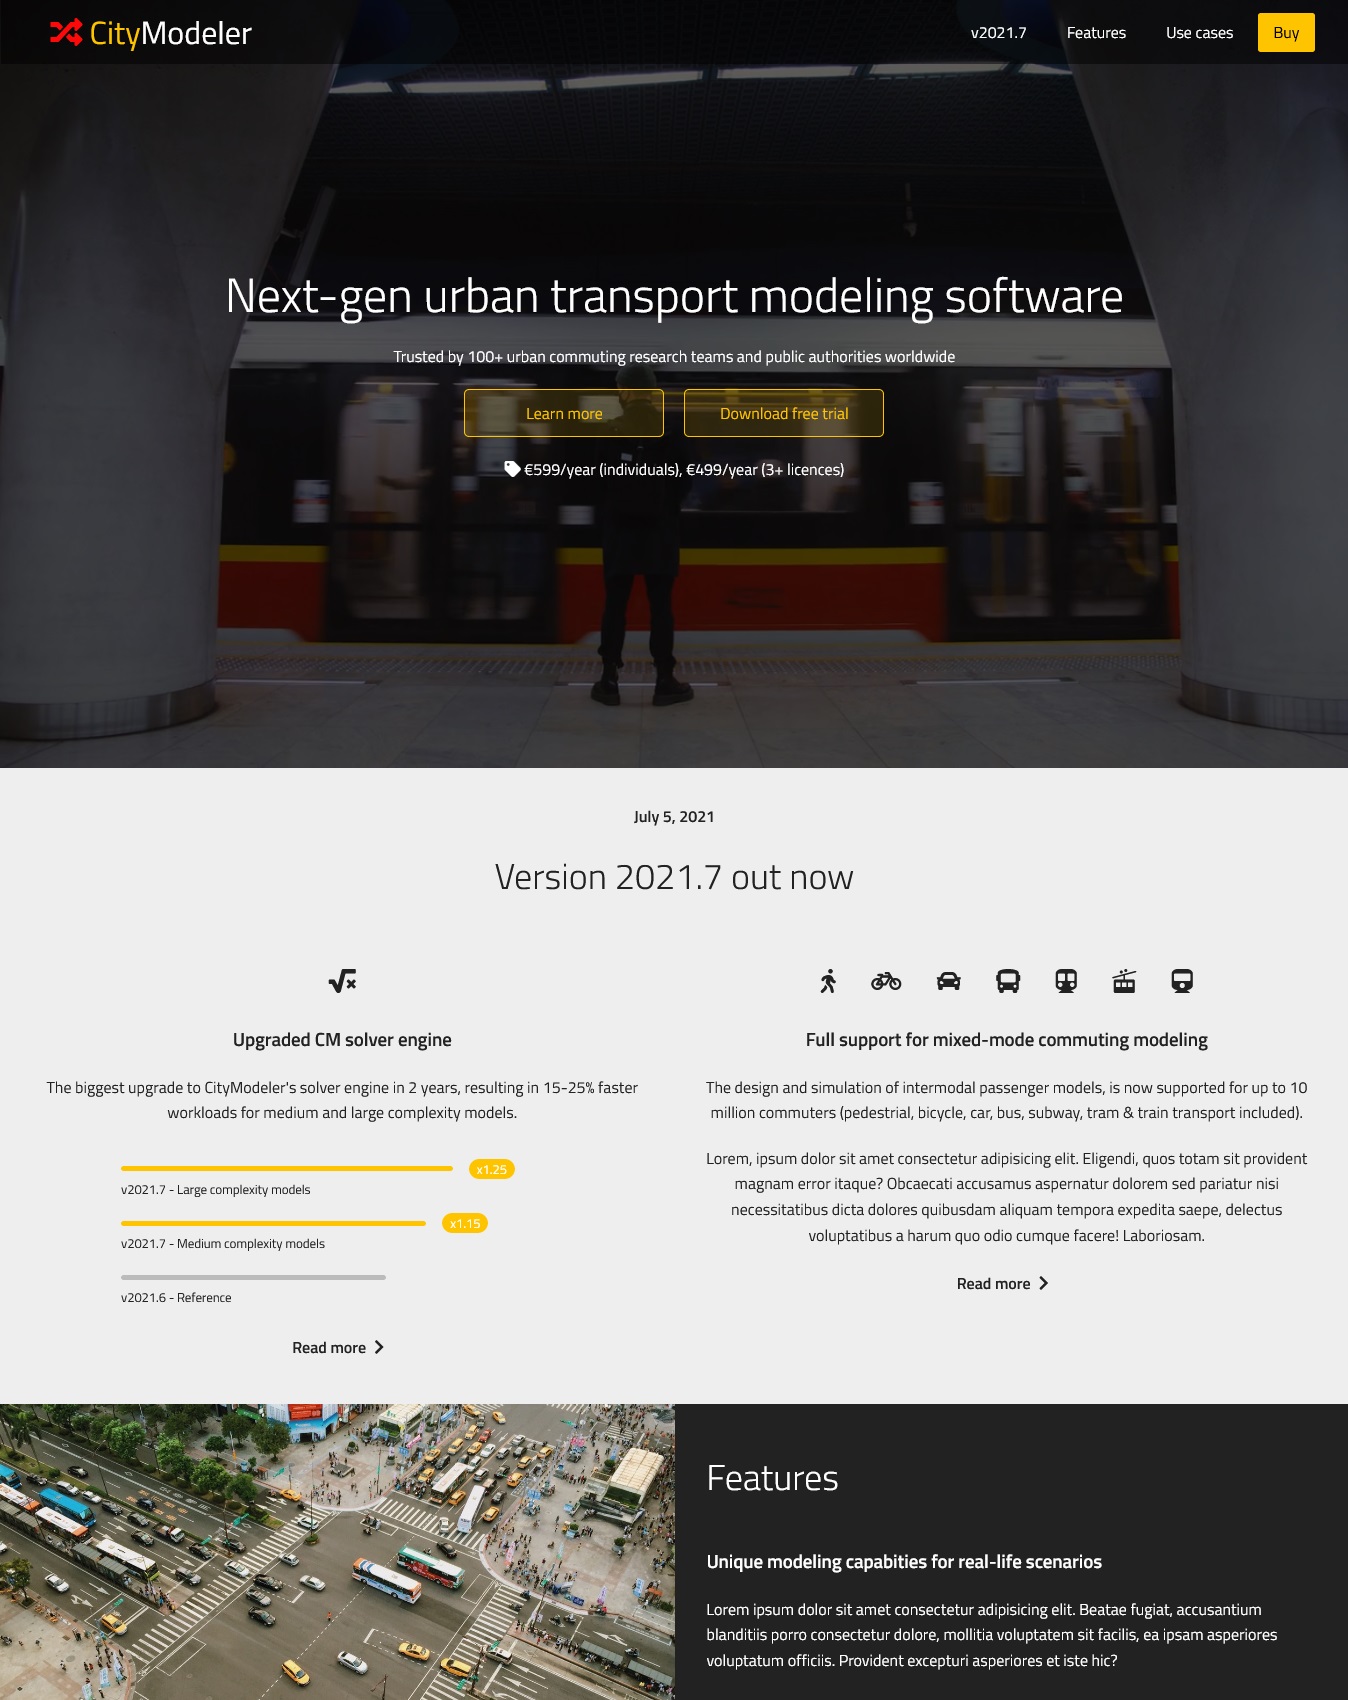 CityModeler
v2021.7
Features
Use cases
Buy
Next-gen urban transport modeling software
Trusted by 100+ urban commuting research teams and public authorities worldwide
Learn more
Download free trial
€599/year (individuals), €499/year (3+ licences)
July 5, 2021
Version 2021.7 out now
Upgraded CM solver engine
The biggest upgrade to CityModeler's solver engine in 2 years, resulting in 15-25% faster
workloads for medium and large complexity models.
x1.25
v2021.7 - Large complexity models
x1.15
v2021.7 - Medium complexity models
v2021.6 - Reference
Read more
Full support for mixed-mode commuting modeling
The design and simulation of intermodal passenger models, is now supported for up to 10
million commuters (pedestrial, bicycle, car, bus, subway, tram & train transport included).
Lorem, ipsum dolor sit amet consectetur adipisicing elit. Eligendi, quos totam sit provident
magnam error itaque? Obcaecati accusamus aspernatur dolorem sed pariatur nisi
necessitatibus dicta dolores quibusdam aliquam tempora expedita saepe, delectus
voluptatibus a harum quo odio cumque facere! Laboriosam.
Read more
Features
Unique modeling capabities for real-life scenarios
Lorem ipsum dolor sit amet consectetur adipisicing elit. Beatae fugiat, accusantium
blanditiis porro consectetur dolore, mollitia voluptatem sit facilis, ea ipsam asperiores
voluptatum officiis. Provident excepturi asperiores et iste hic?